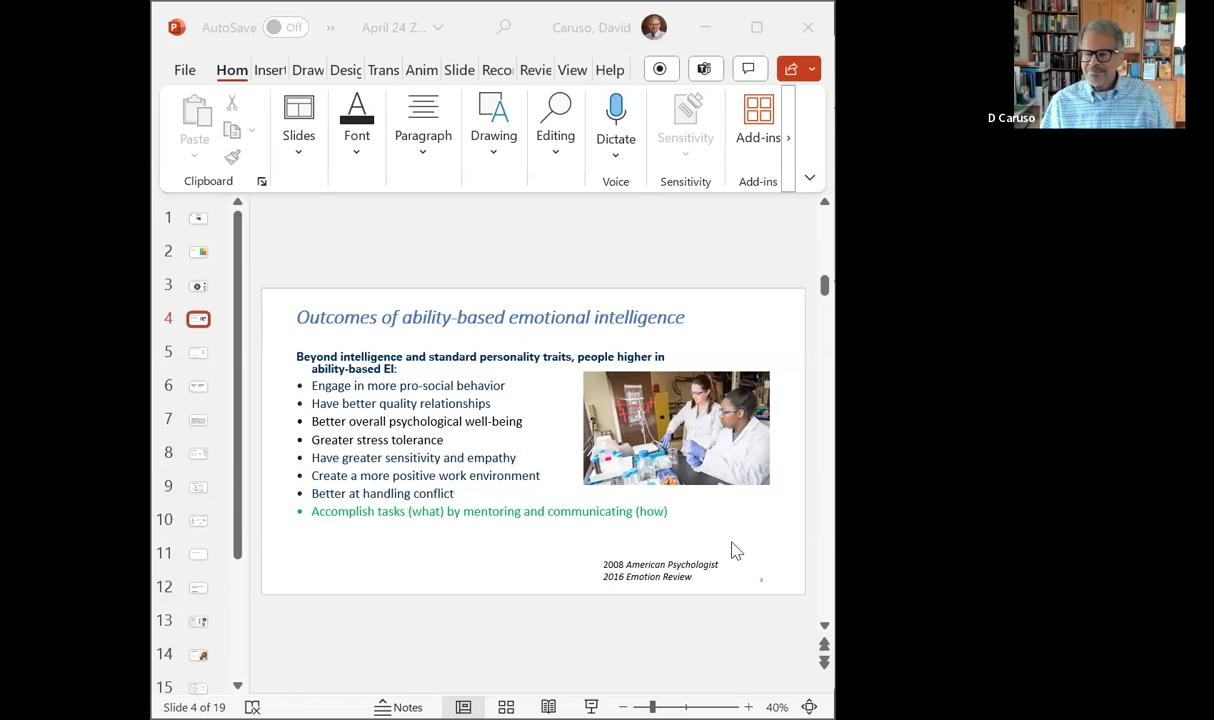 AutoSave Off » April 24 Z... Caruso, David
File Hom Insert Draw Desig Trans Anim Slide Reco Revie View Help
Paste Slides Font Paragraph Drawing Editing Dictate Sensitivity Add-ins
Clipboard Voice Sensitivity Add-ins
D Caruso
1
2
3
4
5
6
7
8
9
10
11
12
13
14
15
Outcomes of ability-based emotional intelligence
Beyond intelligence and standard personality traits, people higher in
ability-based EI:
• Engage in more pro-social behavior
• Have better quality relationships
• Better overall psychological well-being
• Greater stress tolerance
• Have greater sensitivity and empathy
• Create a more positive work environment
• Better at handling conflict
• Accomplish tasks (what) by mentoring and communicating (how)
2008 American Psychologist
2016 Emotion Review
4
Slide 4 of 19 Notes 40%